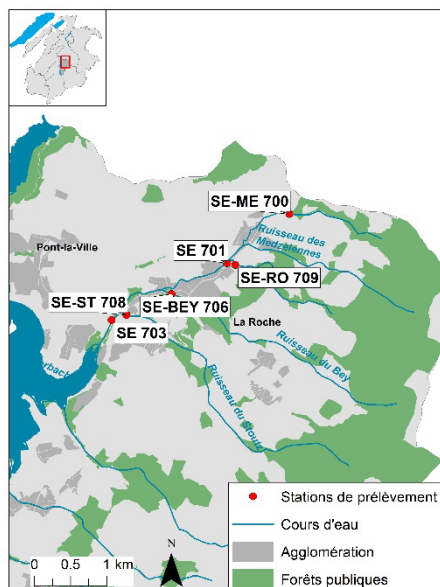 SE-ME 700
Ruisseau des
Medzelennes
SE 701
Pont-la-Ville
SE-RO 709
SE-ST 708
SE-BEY 706
La Roche
SE 703
Ruisseau du Bey
Ruisseau du Stouts
Stations de prélèvement
Cours d'eau
Agglomération
Forêts publiques
N
0 0.5 1 km